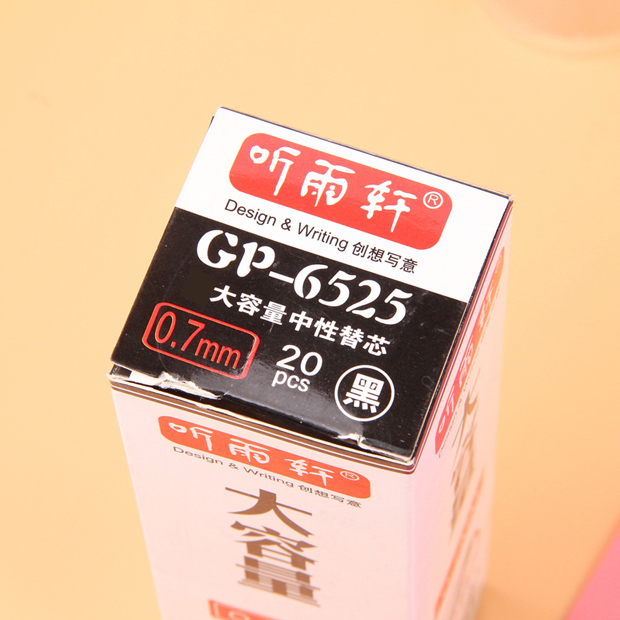 听雨轩®
Design & Writing 创想写意
GP-6525
大容量中性替芯
0.7mm
20
pcs
黑
听雨轩®
Design & Writing 创想写意
大容量